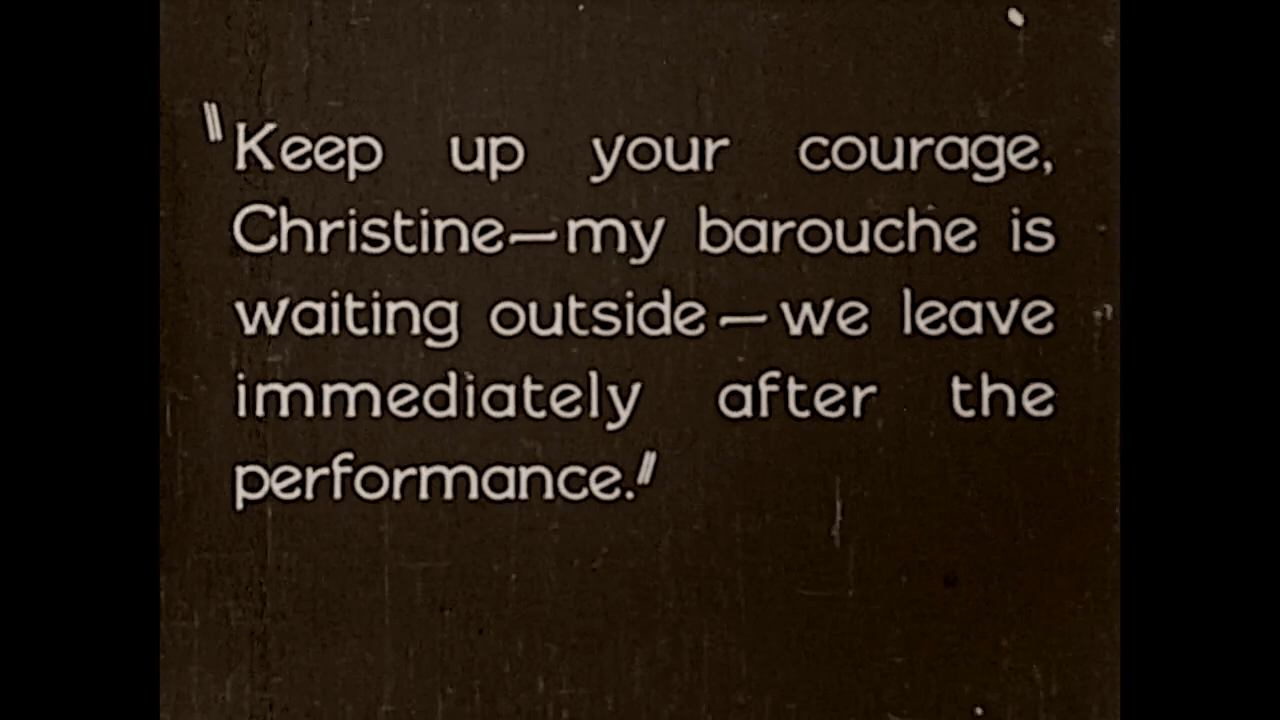 "Keep up your courage,
Christine—my barouche is
waiting outside—we leave
immediately after the
performance."